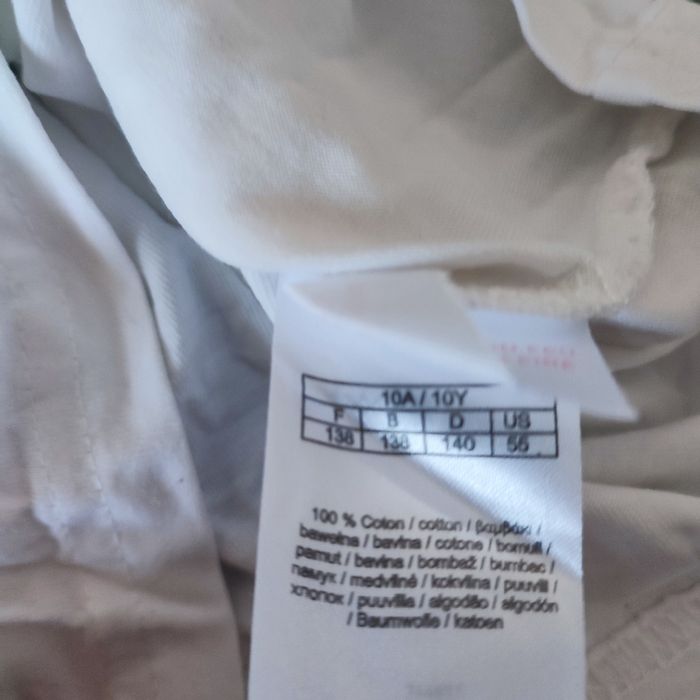 10A / 10Y
F B D US
138 138 140 55
100 % Coton / cotton / βαμβάκι /
bawełna / bavlna / cotone / bomull /
pamut / bavlna / bombaž / bumbac /
памук / medvilnė / kokvilna / puuvill /
хлопок / puuvilla / algodão / algodón
/ Baumwolle / katoen